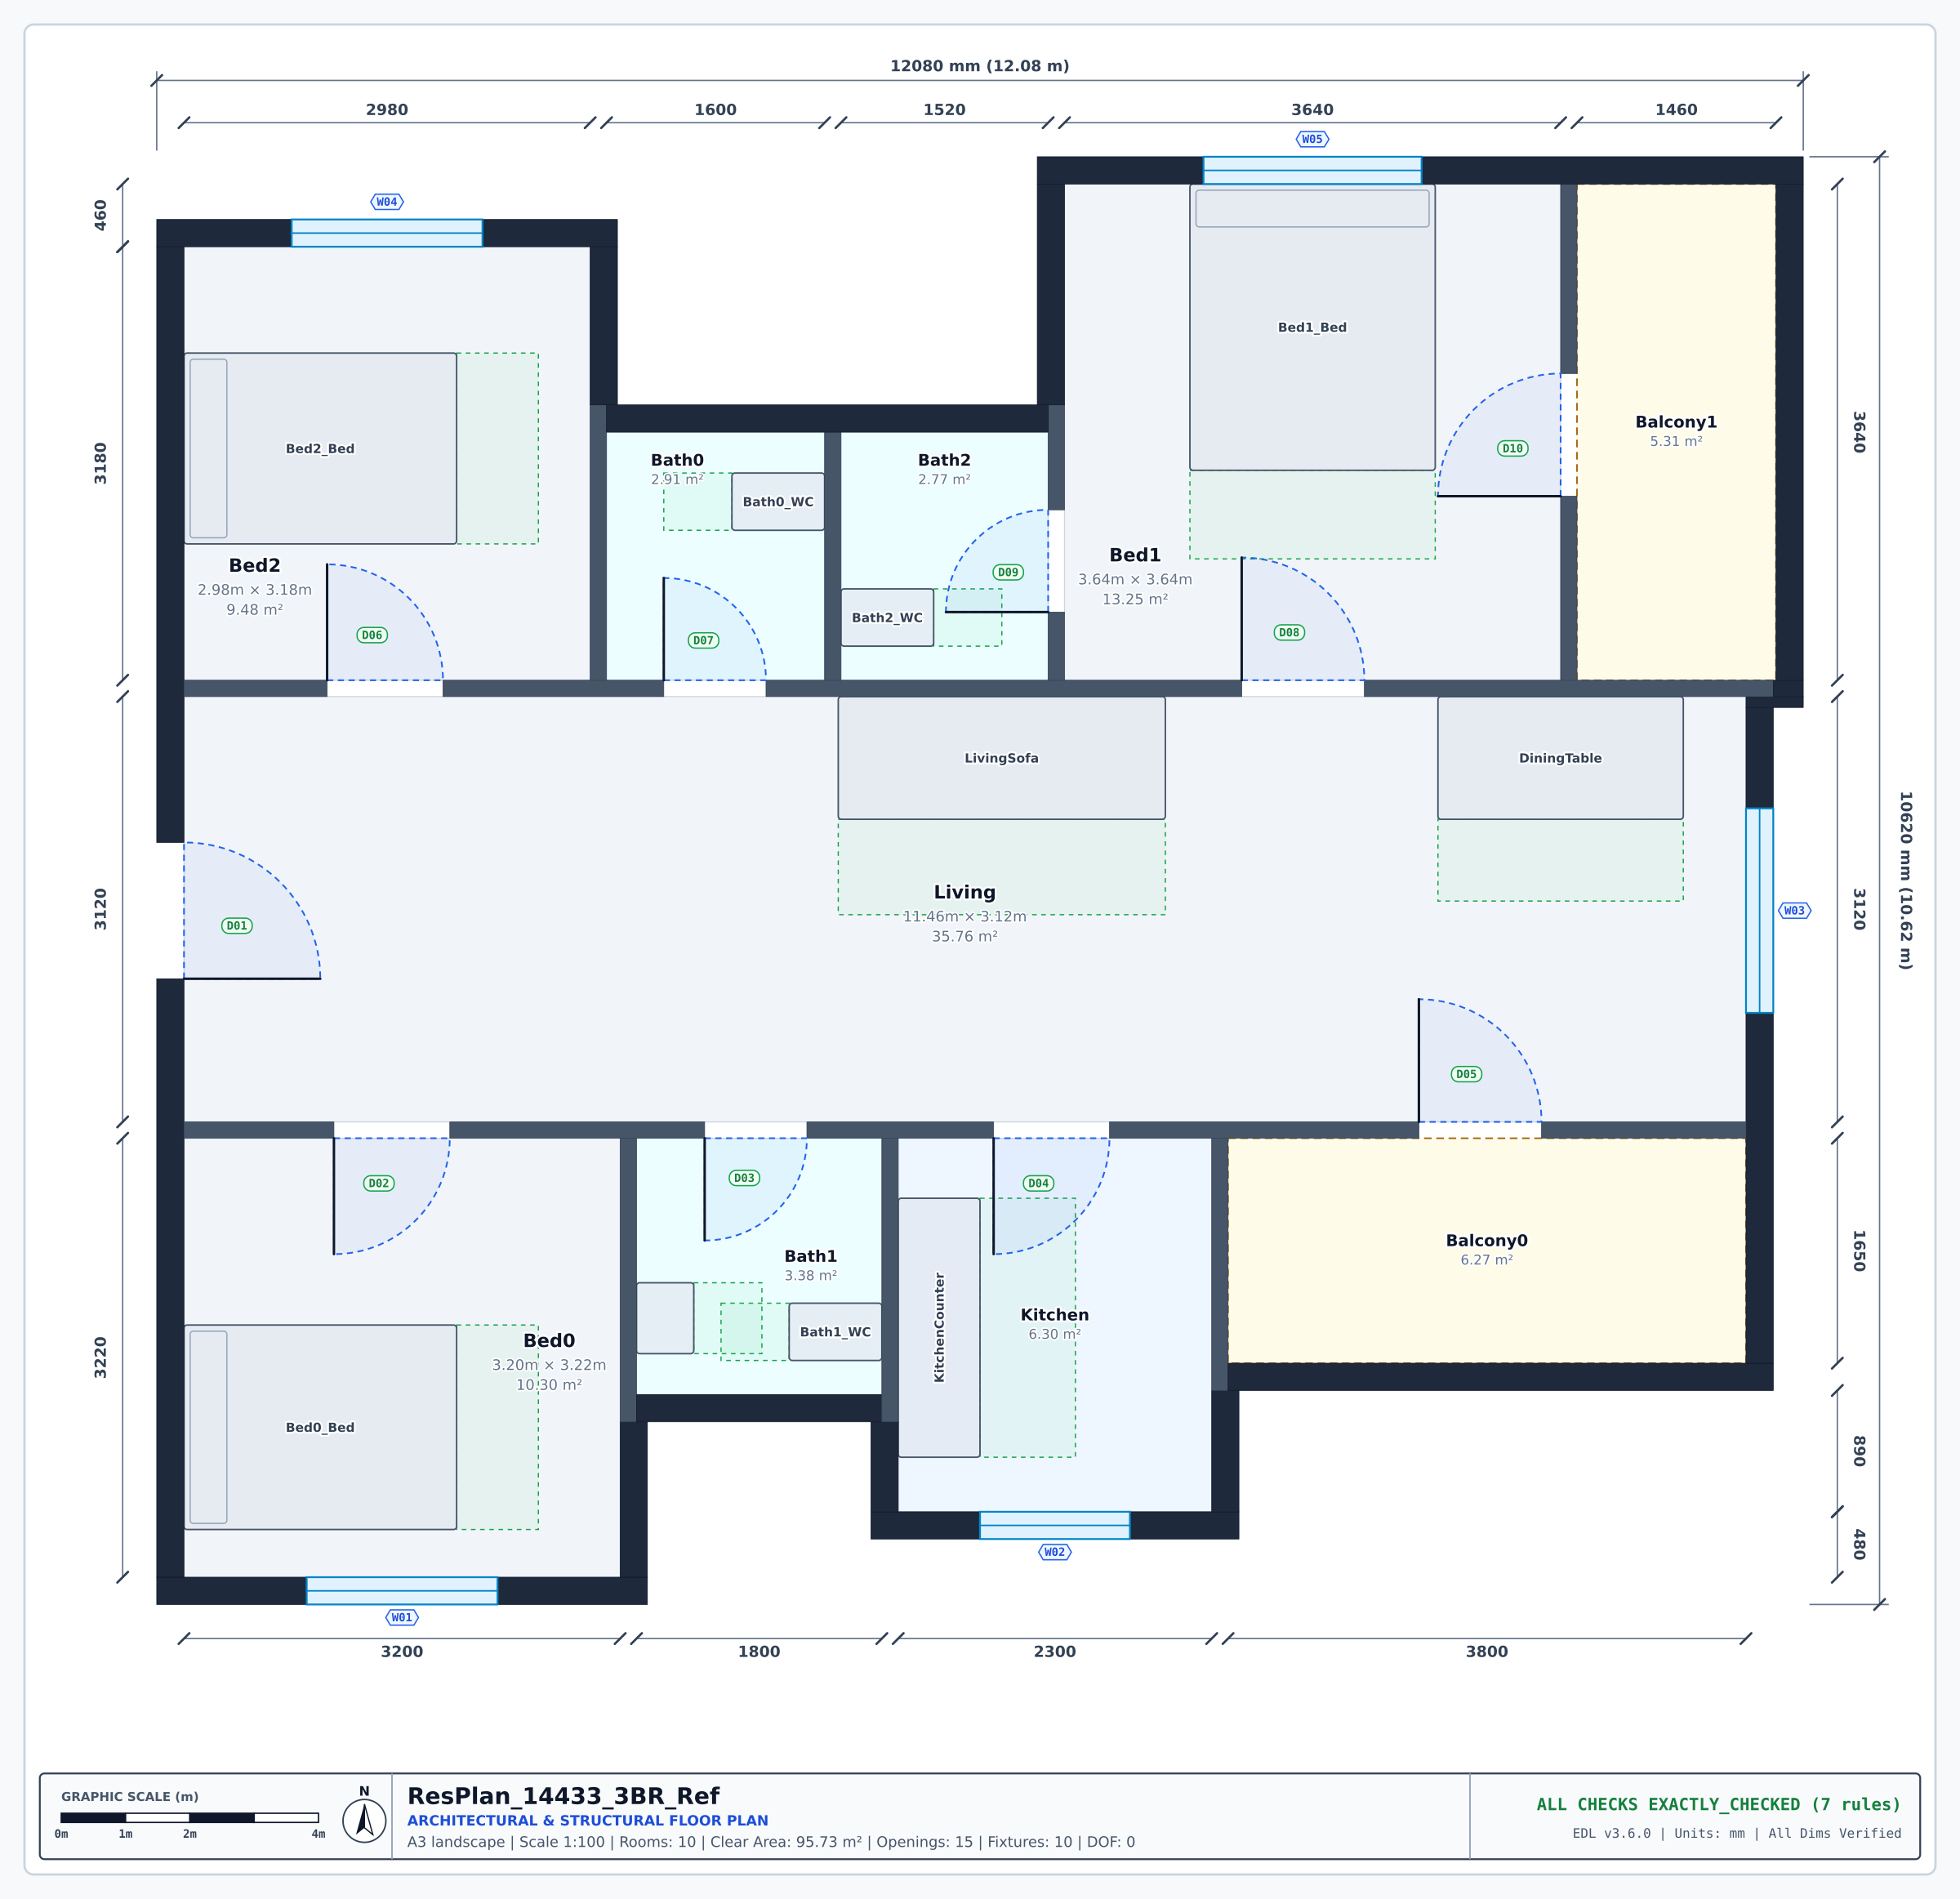 12080 mm (12.08 m)
2980
1600
1520
3640
1460
W05
W04
460
3180
3120
3220
3640
3120
1650
890
480
10620 mm (10.62 m)
Bed2_Bed
Bed2
2.98m × 3.18m
9.48 m²
D06
Bath0
2.91 m²
Bath0_WC
D07
Bath2
2.77 m²
D09
Bath2_WC
Bed1_Bed
Bed1
3.64m × 3.64m
13.25 m²
D08
D10
Balcony1
5.31 m²
LivingSofa
DiningTable
Living
11.46m × 3.12m
35.76 m²
D01
W03
D05
D02
D03
D04
Bath1
3.38 m²
Bath1_WC
KitchenCounter
Kitchen
6.30 m²
Balcony0
6.27 m²
Bed0
3.20m × 3.22m
10.30 m²
Bed0_Bed
W02
W01
3200
1800
2300
3800
GRAPHIC SCALE (m)
0m
1m
2m
4m
N
ResPlan_14433_3BR_Ref
ARCHITECTURAL & STRUCTURAL FLOOR PLAN
A3 landscape | Scale 1:100 | Rooms: 10 | Clear Area: 95.73 m² | Openings: 15 | Fixtures: 10 | DOF: 0
ALL CHECKS EXACTLY_CHECKED (7 rules)
EDL v3.6.0 | Units: mm | All Dims Verified